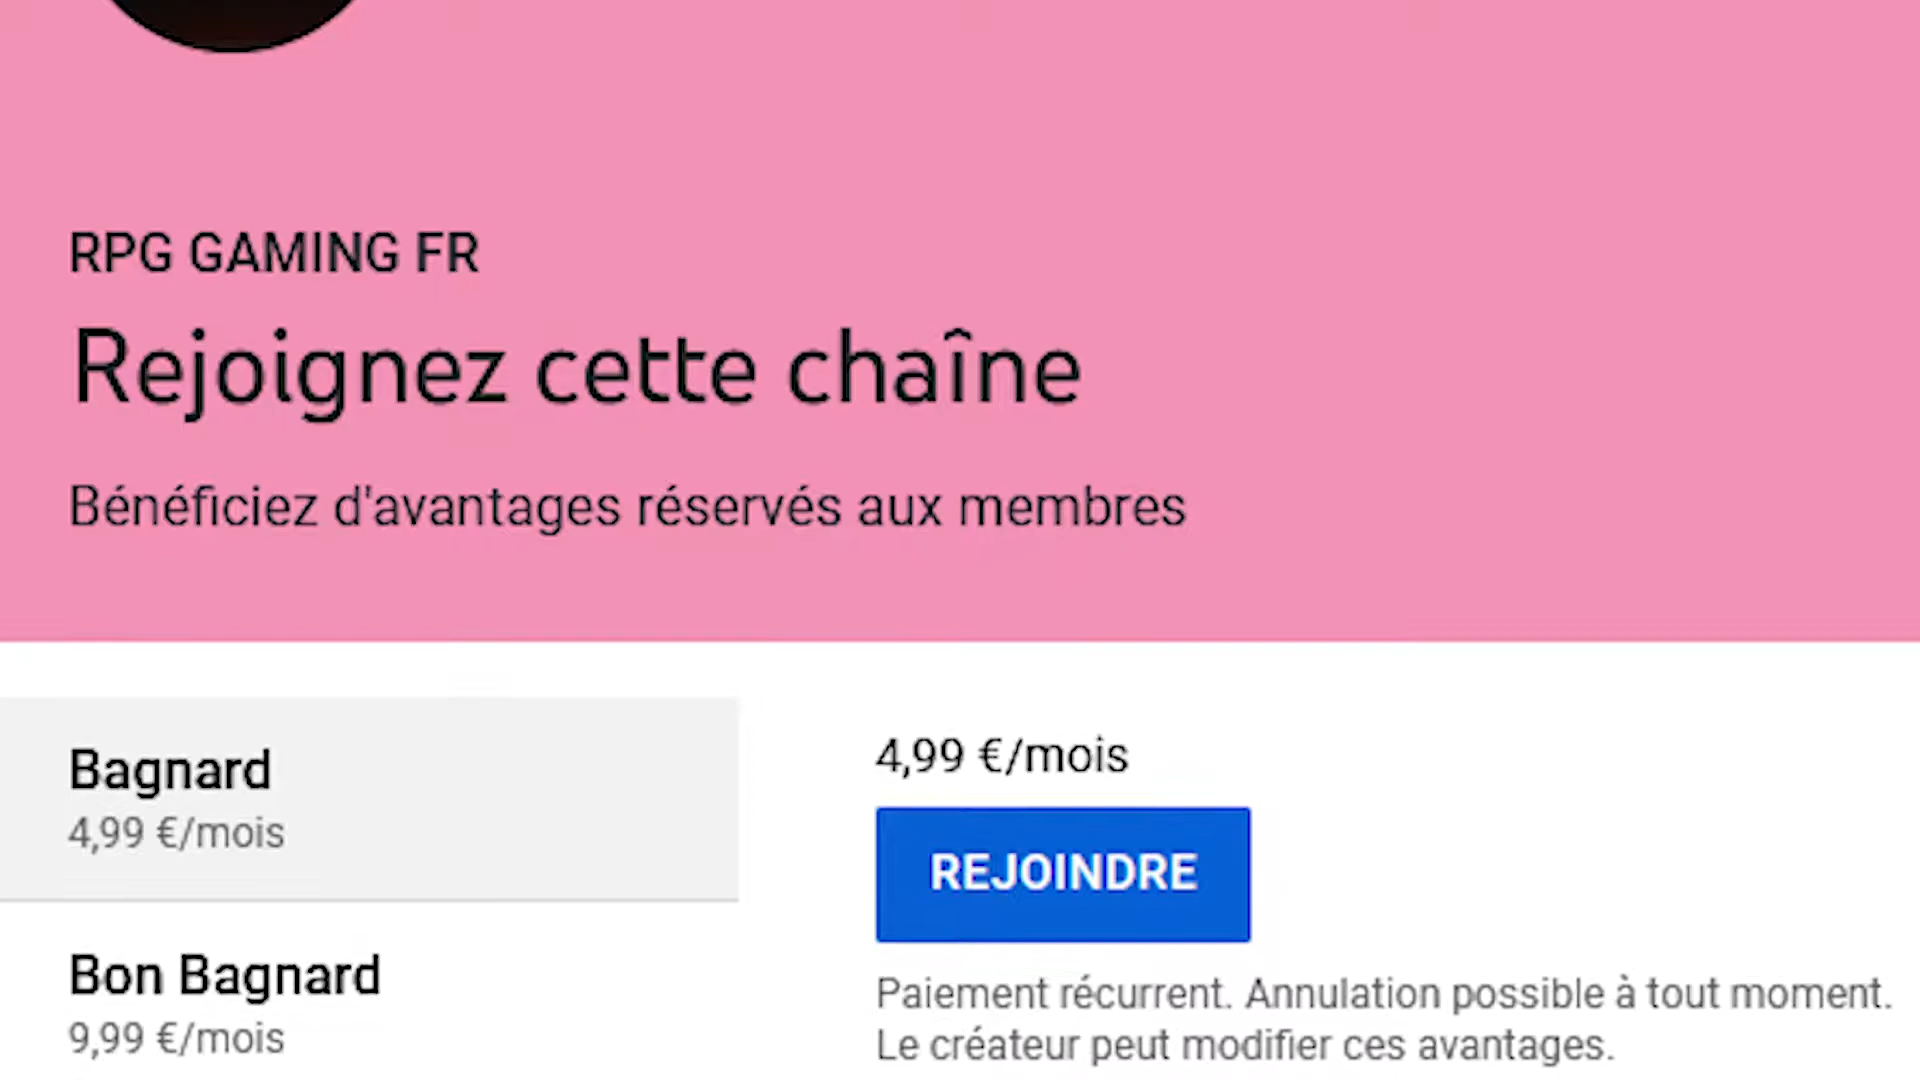 RPG GAMING FR
Rejoignez cette chaîne
Bénéficiez d'avantages réservés aux membres
Bagnard
4,99 €/mois
Bon Bagnard
9,99 €/mois
4,99 €/mois
REJOINDRE
Paiement récurrent. Annulation possible à tout moment.
Le créateur peut modifier ces avantages.